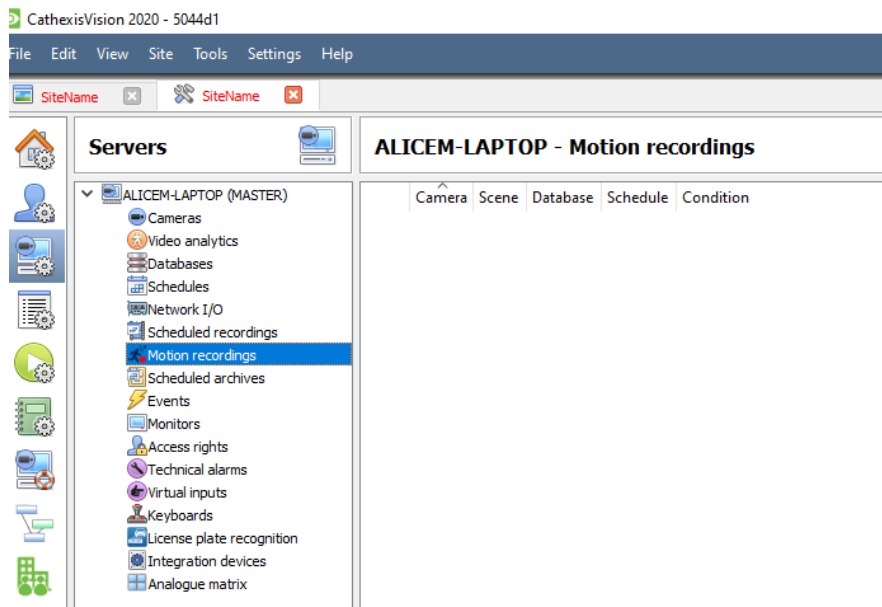 CathexisVision 2020 - 5044d1
File Edit View Site Tools Settings Help
SiteName SiteName
Servers
ALICEM-LAPTOP - Motion recordings
ALICEM-LAPTOP (MASTER)
Camera Scene Database Schedule Condition
Cameras
Video analytics
Databases
Schedules
Network I/O
Scheduled recordings
Motion recordings
Scheduled archives
Events
Monitors
Access rights
Technical alarms
Virtual inputs
Keyboards
License plate recognition
Integration devices
Analogue matrix